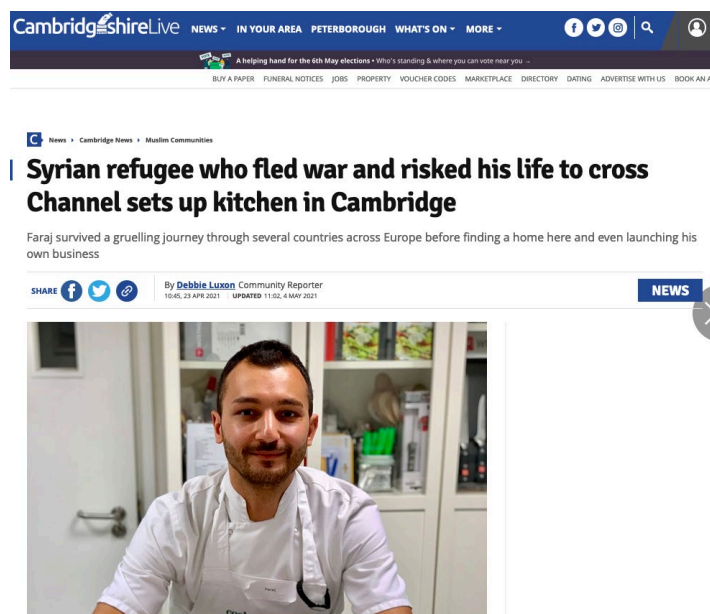 CambridgeshireLive NEWS IN YOUR AREA PETERBOROUGH WHAT'S ON MORE
A helping hand for the 6th May elections • Who's standing & where you can vote near you →
BUY A PAPER FUNERAL NOTICES JOBS PROPERTY VOUCHER CODES MARKETPLACE DIRECTORY DATING ADVERTISE WITH US BOOK AN A
C News Cambridge News Muslim Communities
Syrian refugee who fled war and risked his life to cross
Channel sets up kitchen in Cambridge
Faraj survived a gruelling journey through several countries across Europe before finding a home here and even launching his
own business
SHARE
By Debbie Luxon Community Reporter
10:45, 23 APR 2021 | UPDATED 11:02, 4 MAY 2021
NEWS
Faraj